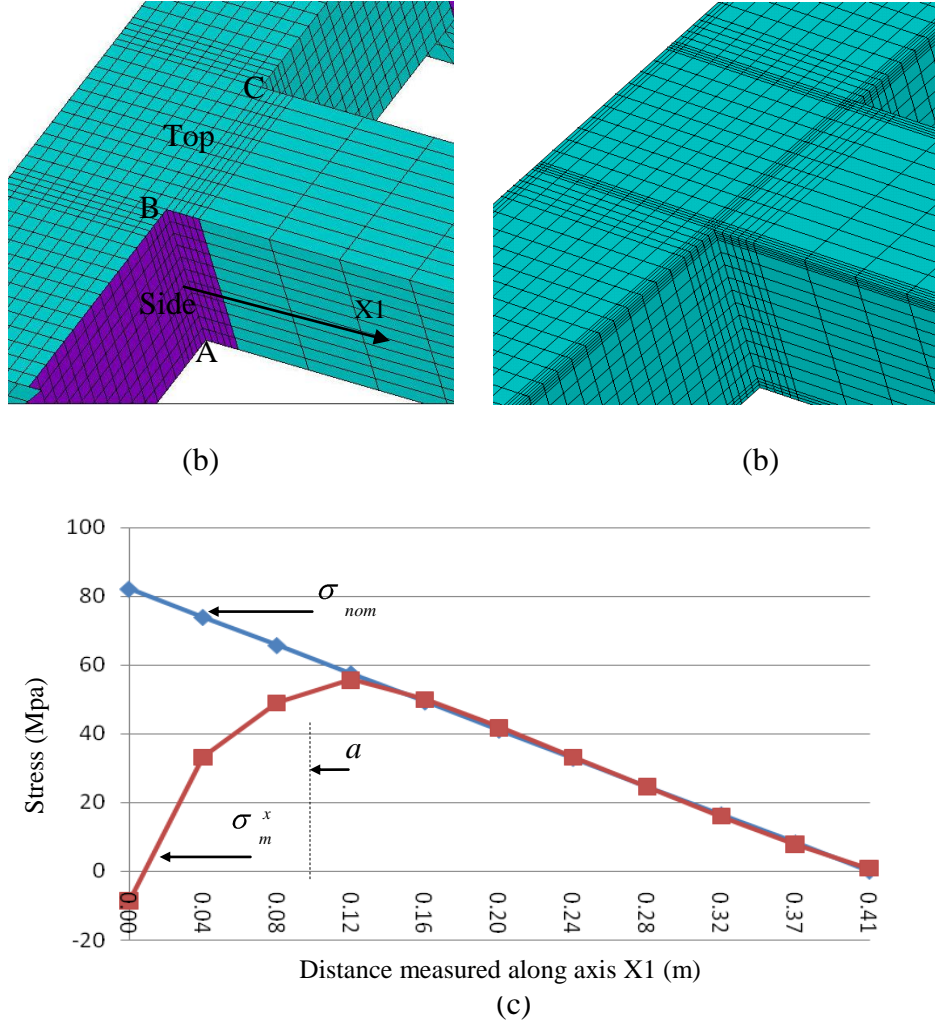 C
Top
B
Side
X1
A
(b)
(b)
100
80
60
40
20
0
-20
Stress (Mpa)
σ nom
a
σ m x
0.00
0.04
0.08
0.12
0.16
0.20
0.24
0.28
0.32
0.37
0.41
Distance measured along axis X1 (m)
(c)